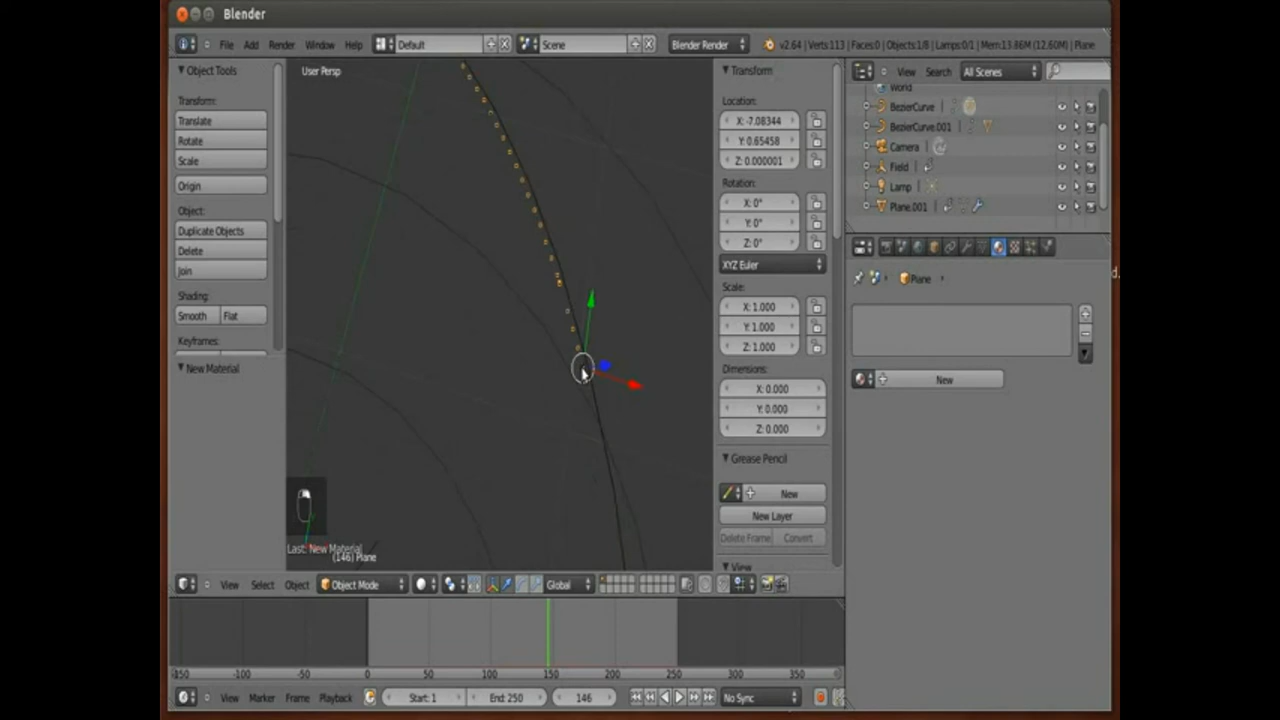 Blender
File Add Render Window Help Default Scene Blender Render v2.64 | Verts:113 | Faces:0 | Objects:1/8 | Lamps:0/1 | Mem:13.86M (12.60M) | Plane
Object Tools
Transform:
Translate
Rotate
Scale
Origin
Object:
Duplicate Objects
Delete
Join
Shading:
Smooth Flat
Keyframes:
New Material
User Persp
Last: New Material
(146) Plane
Transform
Location:
X: -7.08344
Y: 0.65458
Z: 0.000001
Rotation:
X: 0°
Y: 0°
Z: 0°
XYZ Euler
Scale:
X: 1.000
Y: 1.000
Z: 1.000
Dimensions:
X: 0.000
Y: 0.000
Z: 0.000
Grease Pencil
New
New Layer
Delete Frame Convert
View
View Search All Scenes
World
BezierCurve
BezierCurve.001
Camera
Field
Lamp
Plane.001
Plane
New
d.
View Select Object Object Mode Global
-150 -100 -50 0 50 100 150 200 250 300 350
View Marker Frame Playback Start: 1 End: 250 146 No Sync